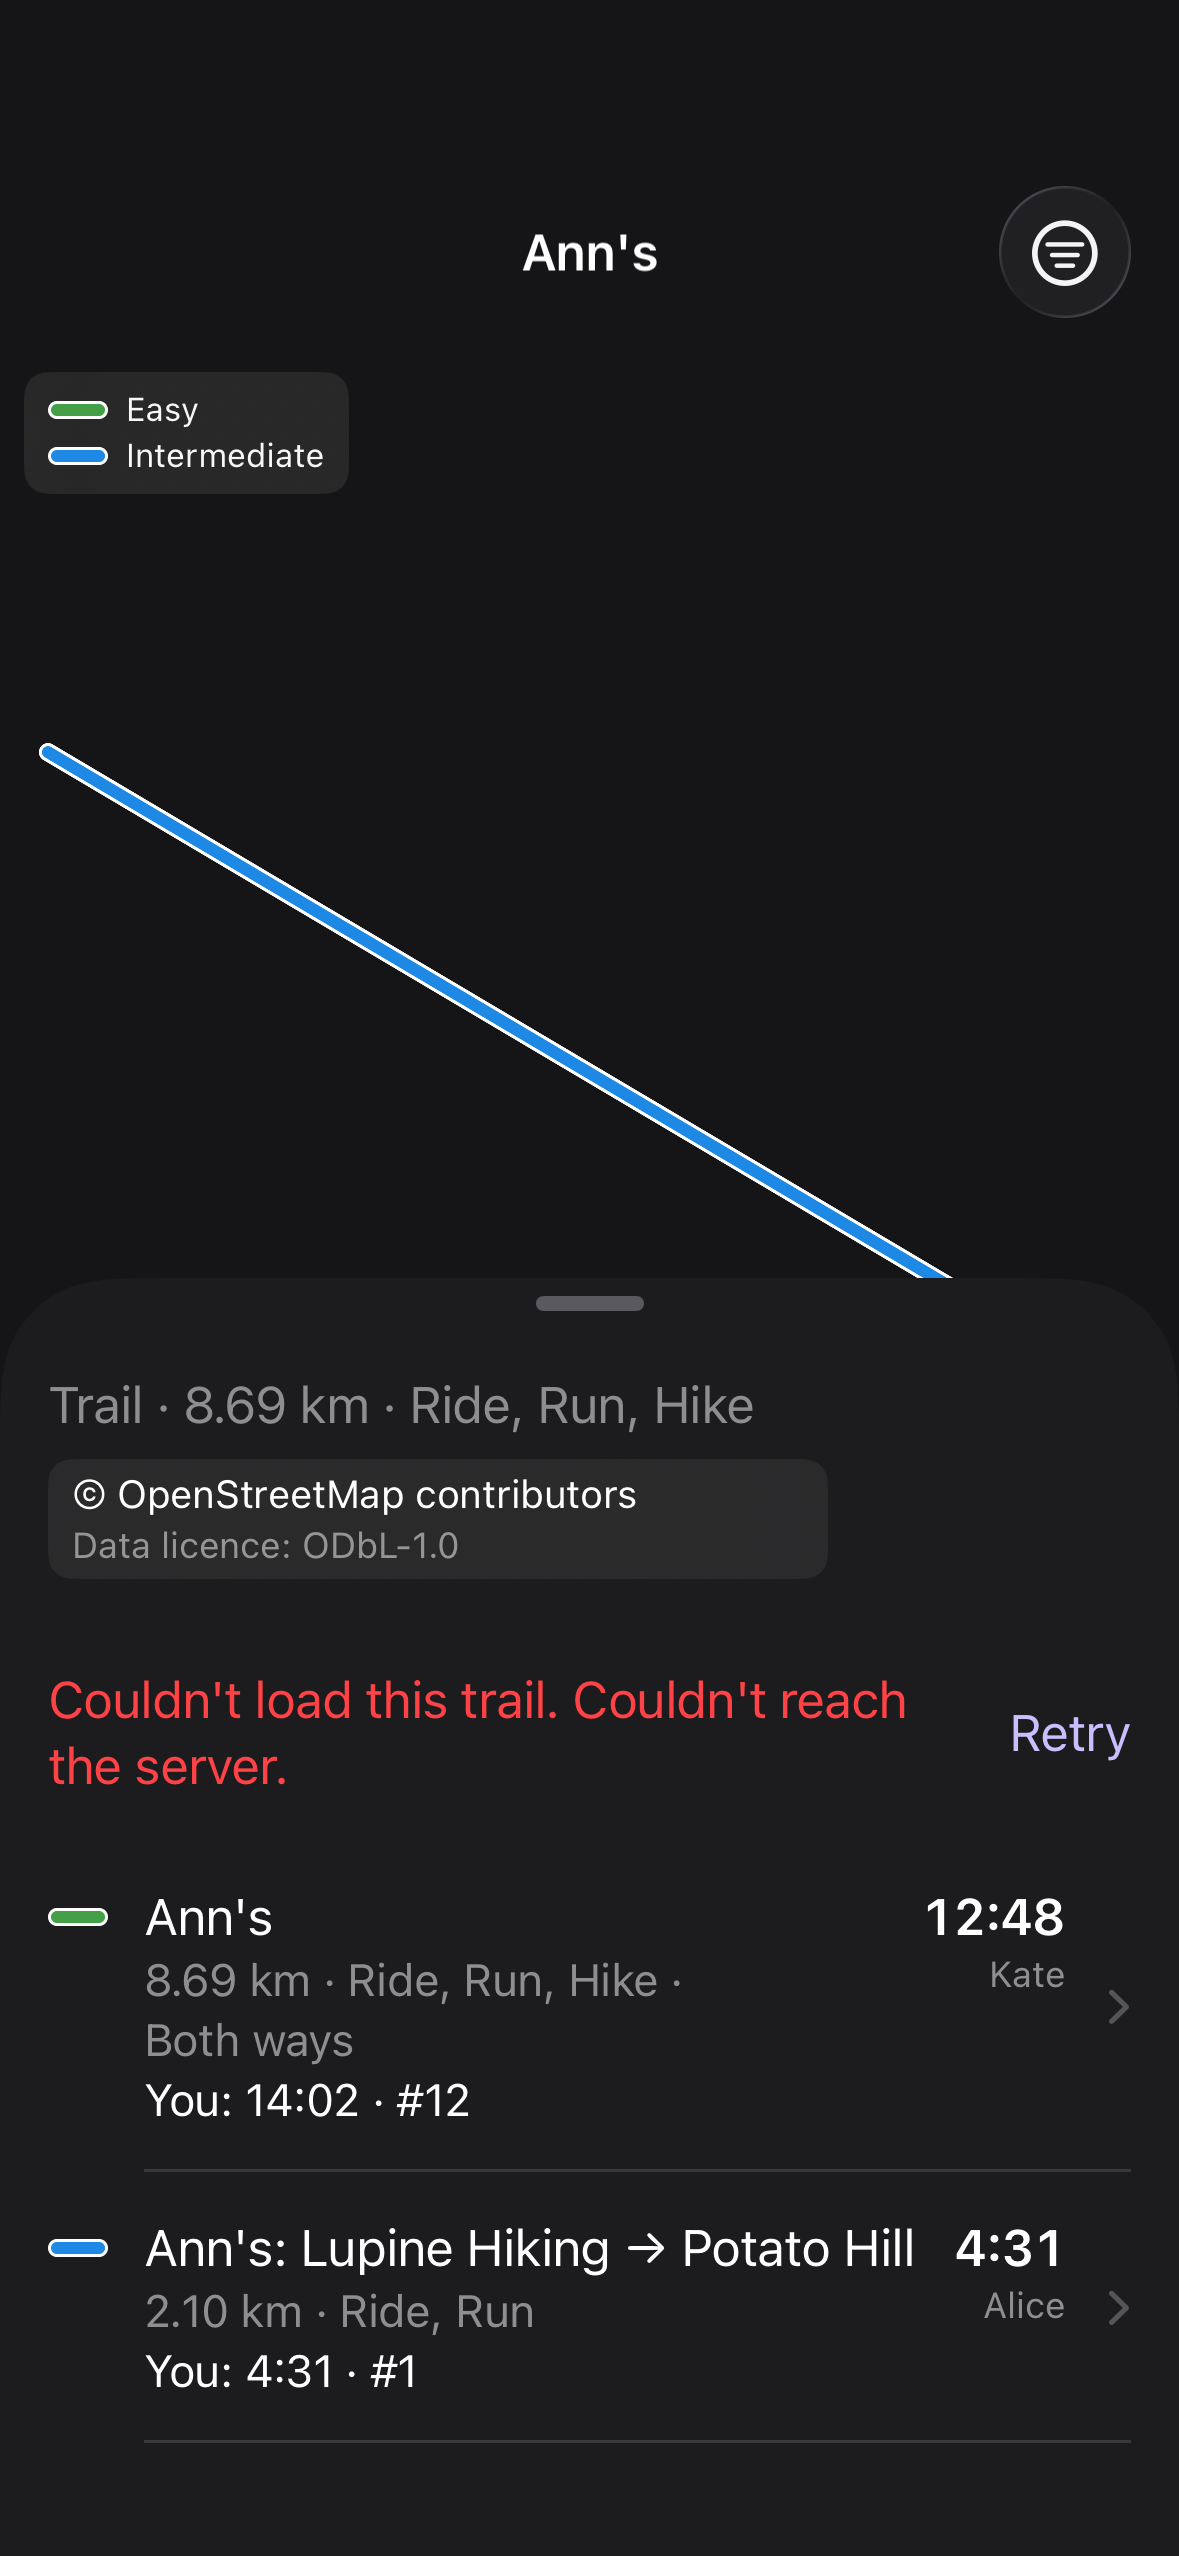 Ann's
Easy
Intermediate
Trail · 8.69 km · Ride, Run, Hike
© OpenStreetMap contributors
Data licence: ODbL-1.0
Couldn't load this trail. Couldn't reach
the server.
Retry
Ann's
12:48
8.69 km · Ride, Run, Hike ·
Kate
Both ways
You: 14:02 · #12
Ann's: Lupine Hiking → Potato Hill
4:31
2.10 km · Ride, Run
Alice
You: 4:31 · #1